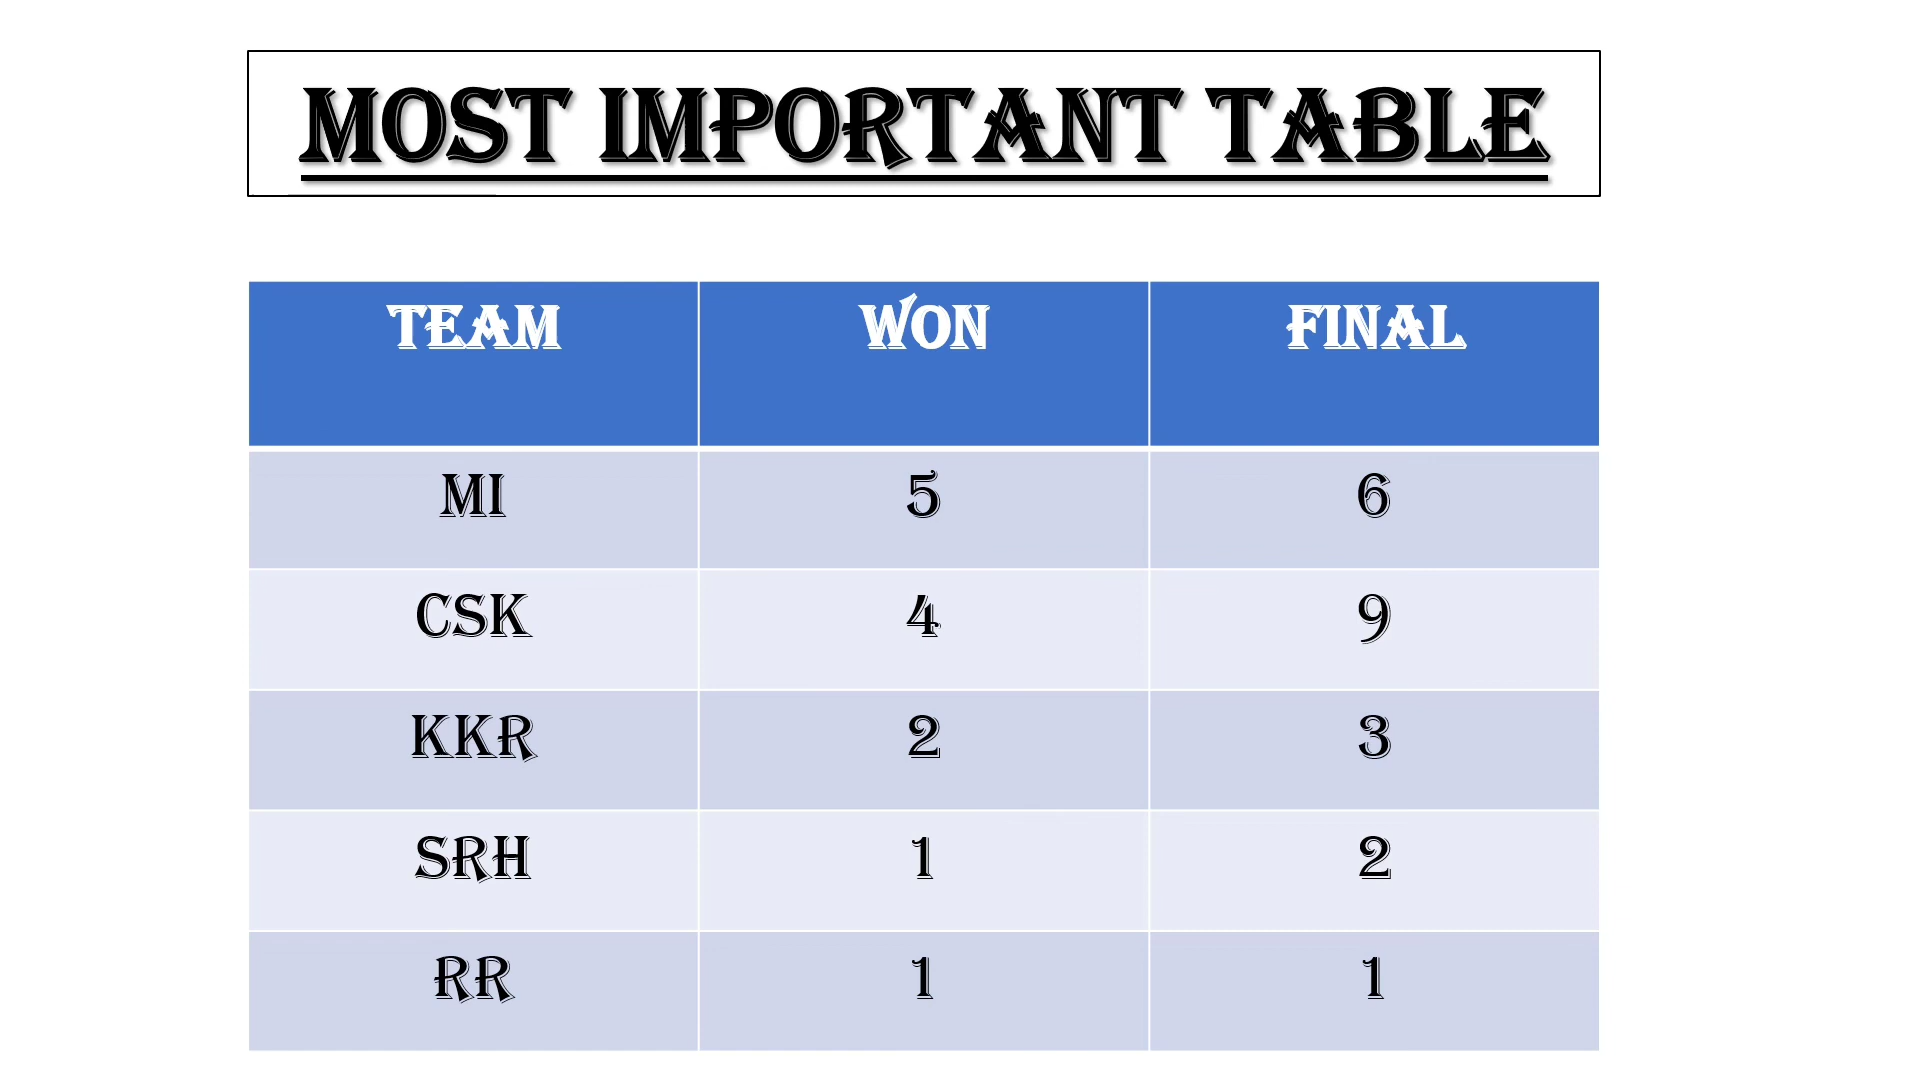 MOST IMPORTANT TABLE
TEAM WON FINAL
MI 5 6
CSK 4 9
KKR 2 3
SRH 1 2
RR 1 1